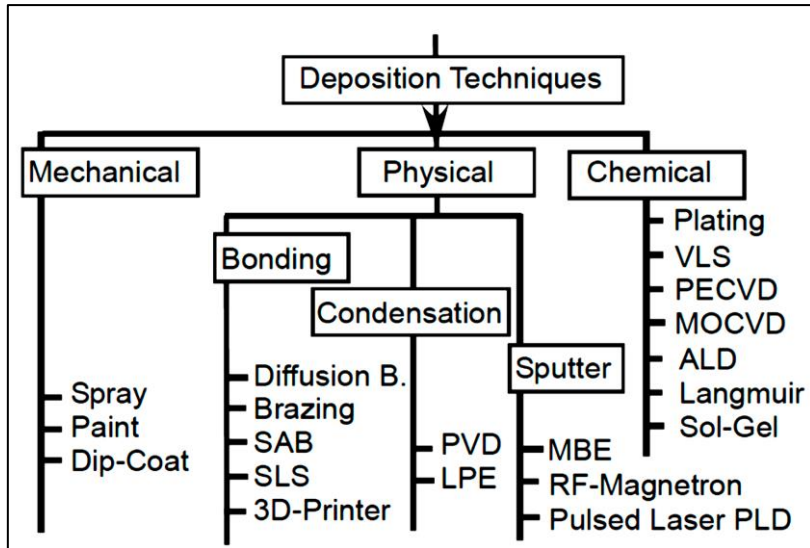 Deposition Techniques
Mechanical
Physical
Chemical
Plating
VLS
PECVD
MOCVD
ALD
Langmuir
Sol-Gel
Bonding
Condensation
Sputter
Spray
Paint
Dip-Coat
Diffusion B.
Brazing
SAB
SLS
3D-Printer
PVD
LPE
MBE
RF-Magnetron
Pulsed Laser PLD